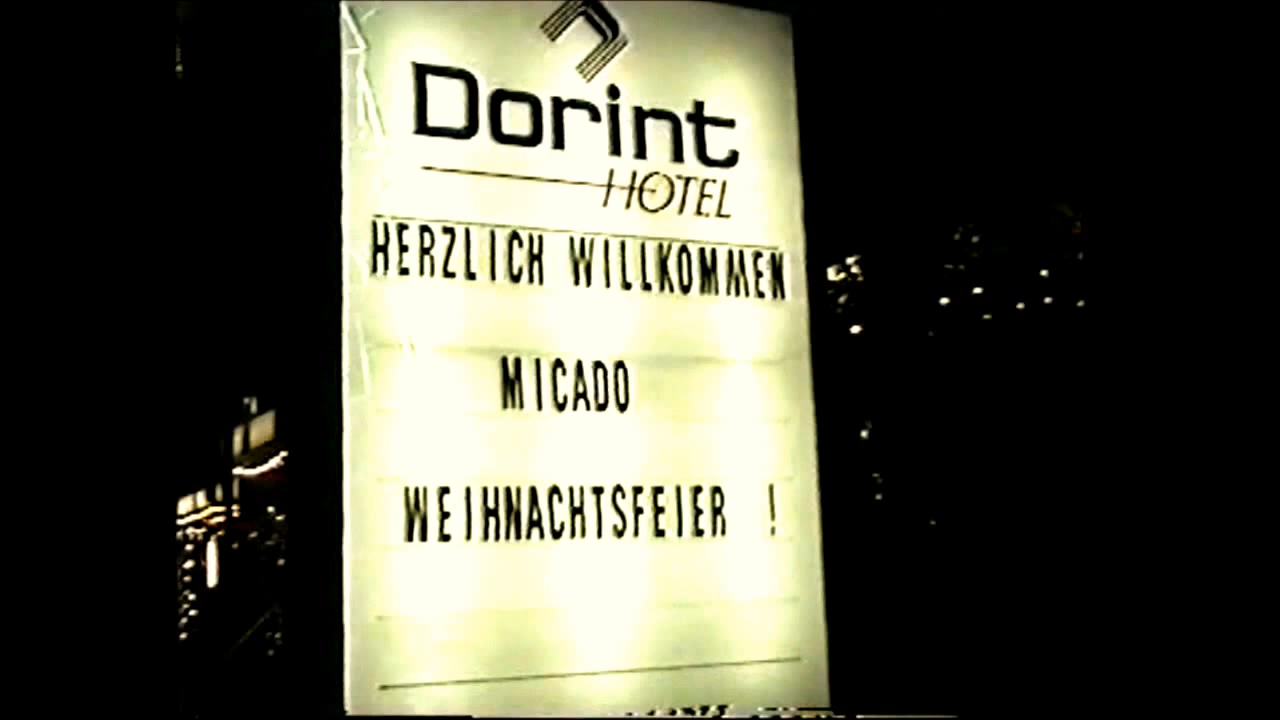 Dorint
HOTEL
HERZLICH WILLKOMMEN
MICADO
WEIHNACHTSFEIER !